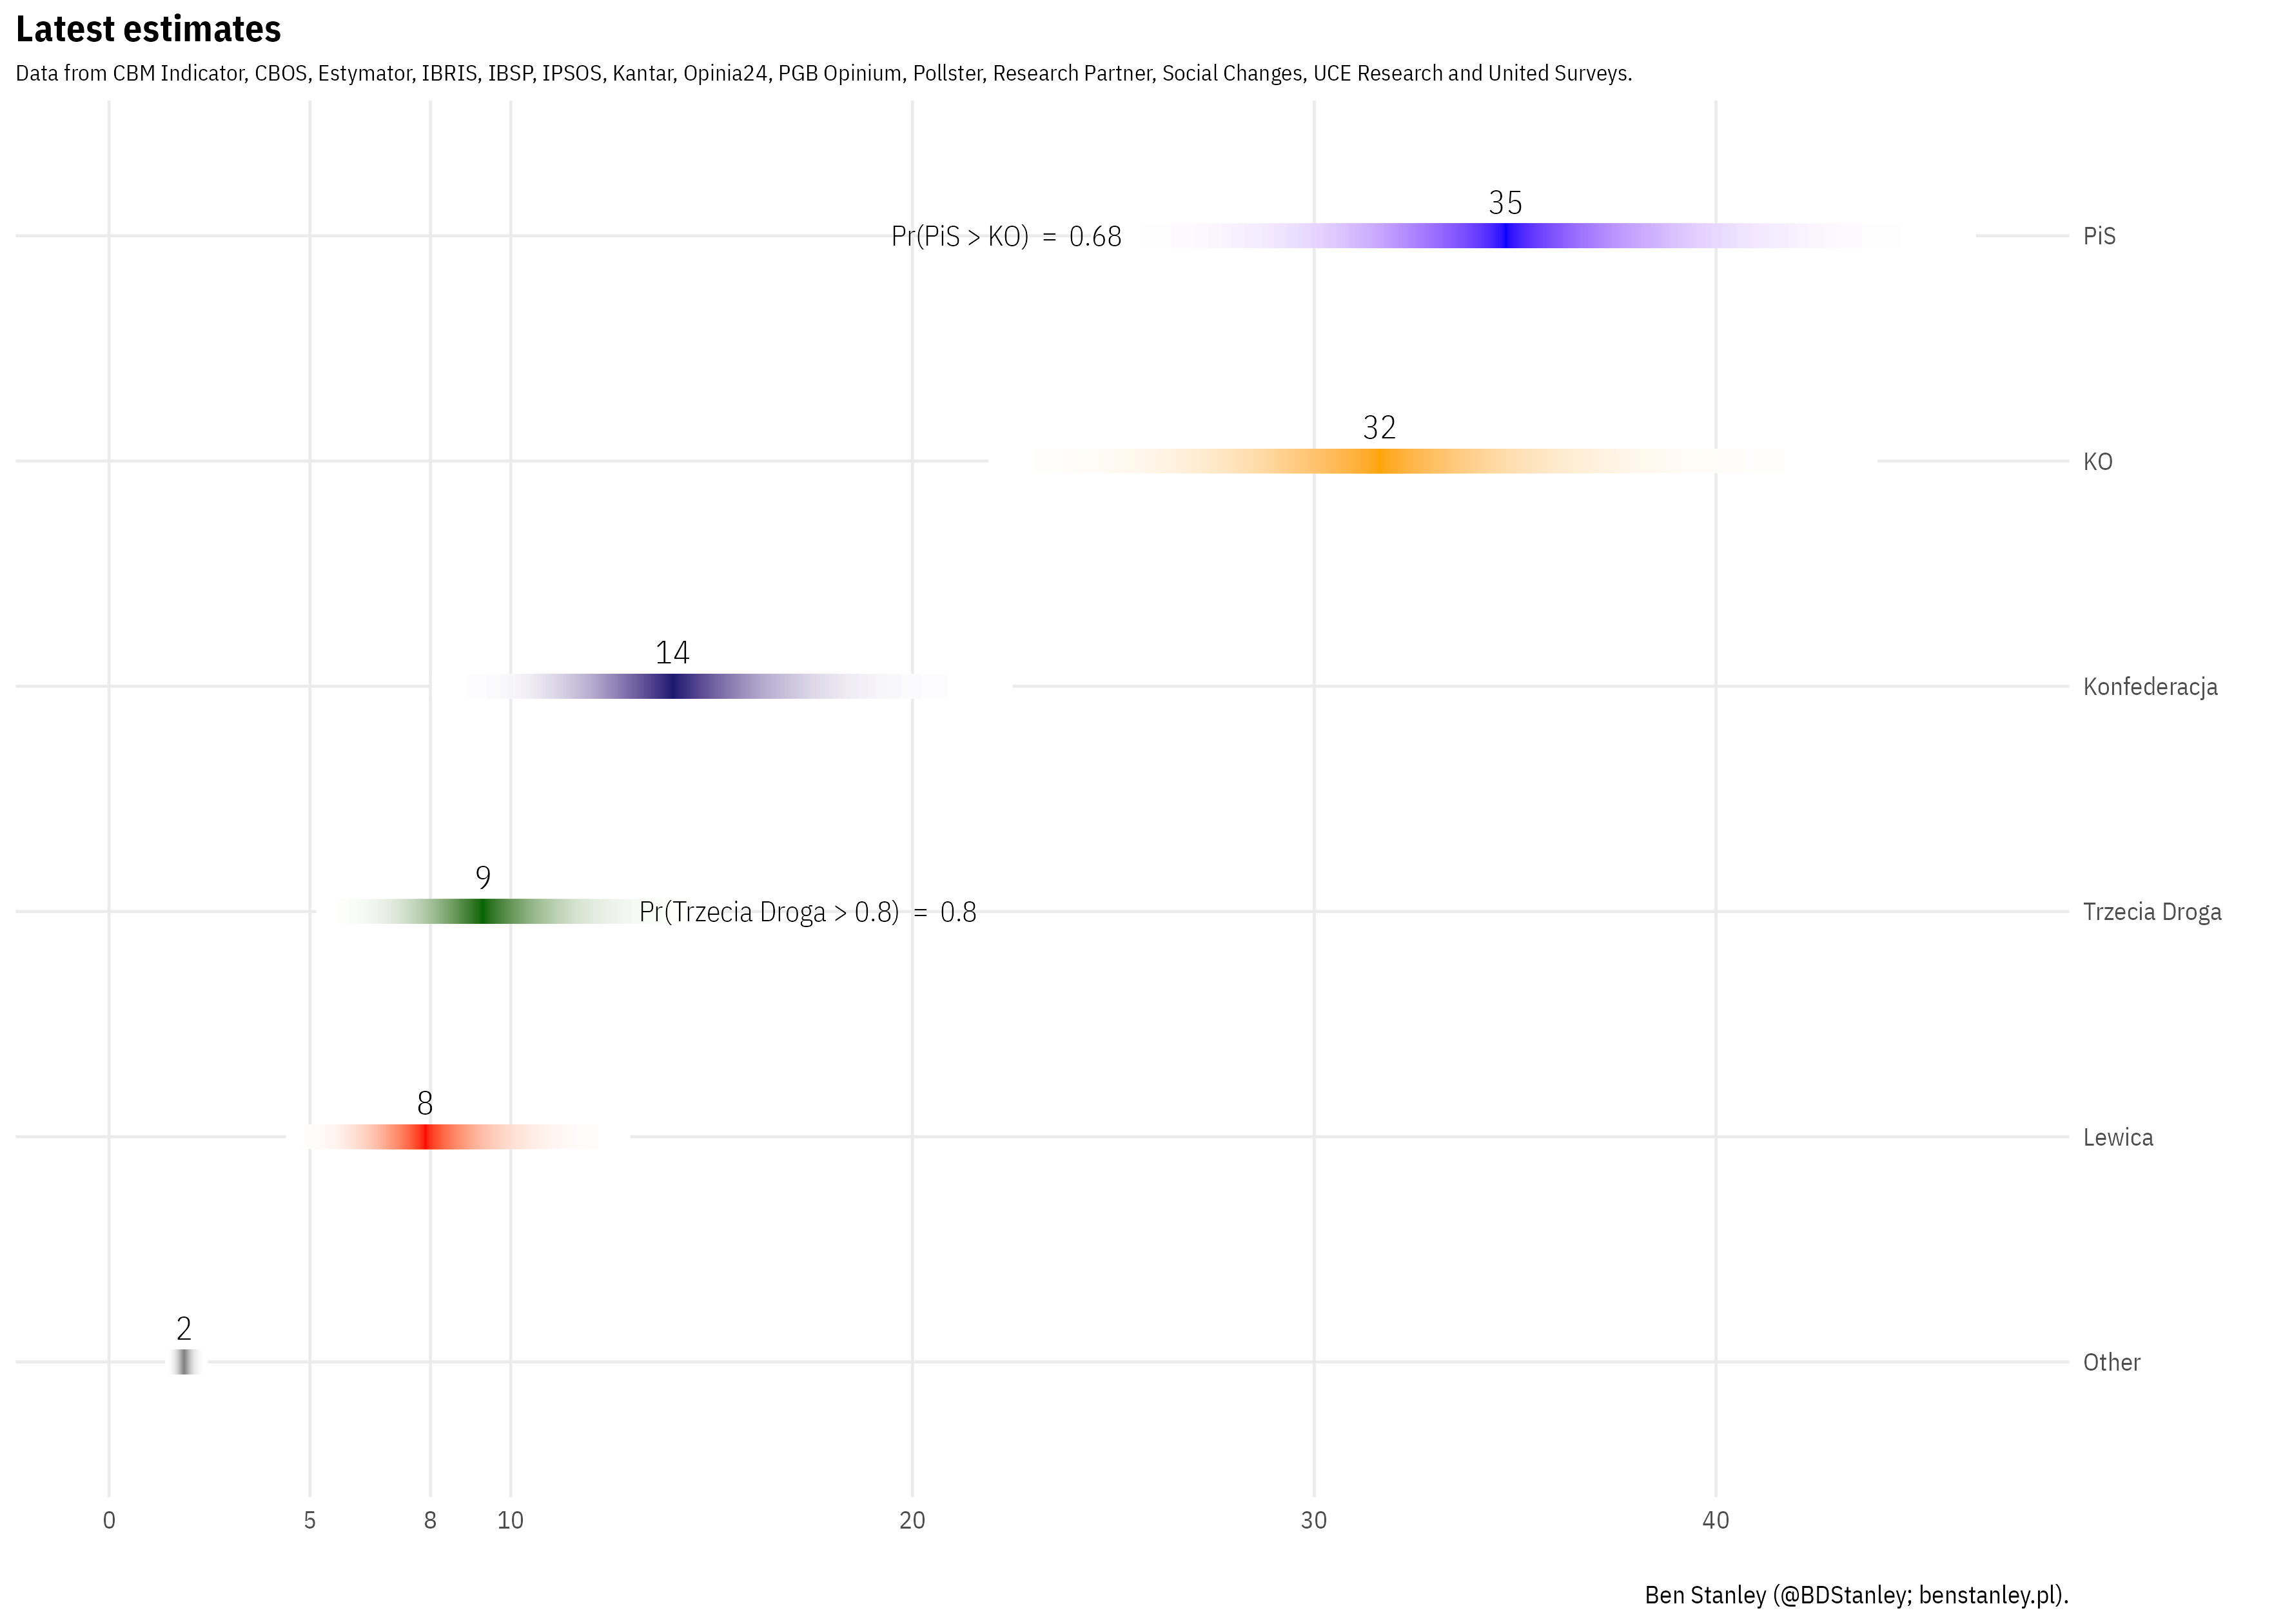 Latest estimates
Data from CBM Indicator, CBOS, Estymator, IBRIS, IBSP, IPSOS, Kantar, Opinia24, PGB Opinium, Pollster, Research Partner, Social Changes, UCE Research and United Surveys.
35
Pr(PiS > KO) = 0.68
PiS
32
KO
14
Konfederacja
9
Pr(Trzecia Droga > 0.8) = 0.8
Trzecia Droga
8
Lewica
2
Other
0 5 8 10 20 30 40
Ben Stanley (@BDStanley; benstanley.pl).